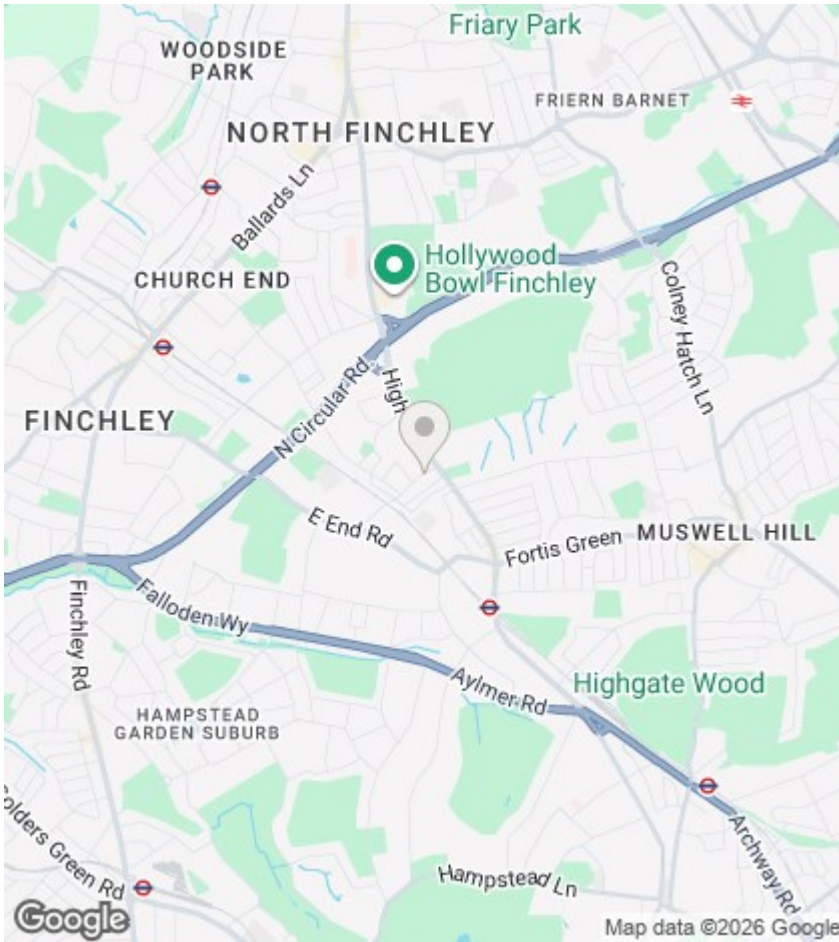 Friary Park
WOODSIDE
PARK
FRIERN BARNET
NORTH FINCHLEY
Ballards Ln
Hollywood
Bowl Finchley
CHURCH END
Colney Hatch Ln
N Circular Rd
High
FINCHLEY
E End Rd
Fortis Green
MUSWELL HILL
Falloden Wy
Finchley Rd
Aylmer Rd
Highgate Wood
HAMPSTEAD
GARDEN SUBURB
Golders Green Rd
Archway Rd
Hampstead Ln
Google
Map data ©2026 Google